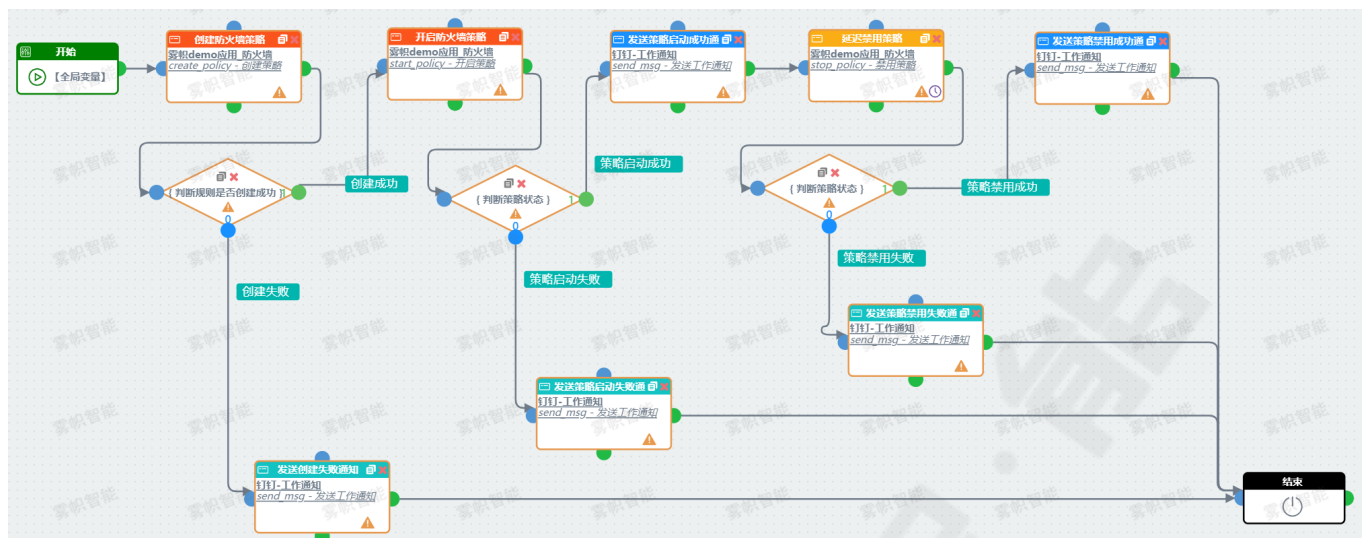 开始
【全局变量】
创建防火墙策略
雾帜demo应用_防火墙
create_policy - 创建策略
开启防火墙策略
雾帜demo应用_防火墙
start_policy - 开启策略
发送策略启动成功通
钉钉-工作通知
send_msg - 发送工作通知
延迟禁用策略
雾帜demo应用_防火墙
stop_policy - 禁用策略
发送策略禁用成功通
钉钉-工作通知
send_msg - 发送工作通知
{ 判断规则是否创建成功 }
1
0
创建成功
{ 判断策略状态 }
1
0
策略启动成功
{ 判断策略状态 }
1
0
策略禁用成功
创建失败
策略启动失败
策略禁用失败
发送策略禁用失败通
钉钉-工作通知
send_msg - 发送工作通知
发送策略启动失败通
钉钉-工作通知
send_msg - 发送工作通知
发送创建失败通知
钉钉-工作通知
send_msg - 发送工作通知
结束
雾帜智能